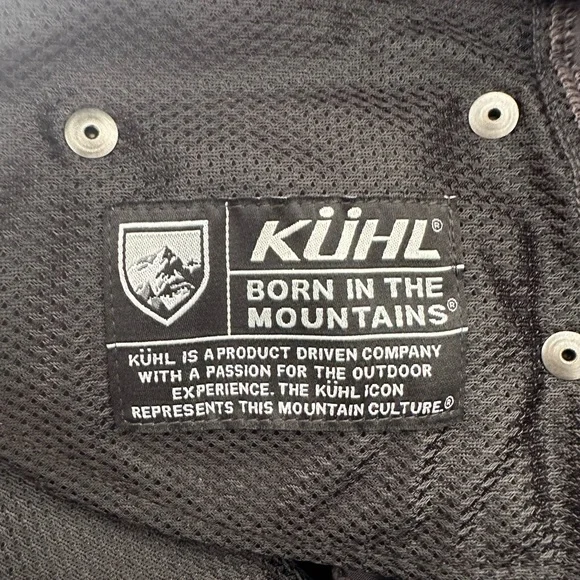 KÜHL®
BORN IN THE
MOUNTAINS®
KÜHL IS A PRODUCT DRIVEN COMPANY
WITH A PASSION FOR THE OUTDOOR
EXPERIENCE. THE KÜHL ICON
REPRESENTS THIS MOUNTAIN CULTURE.®